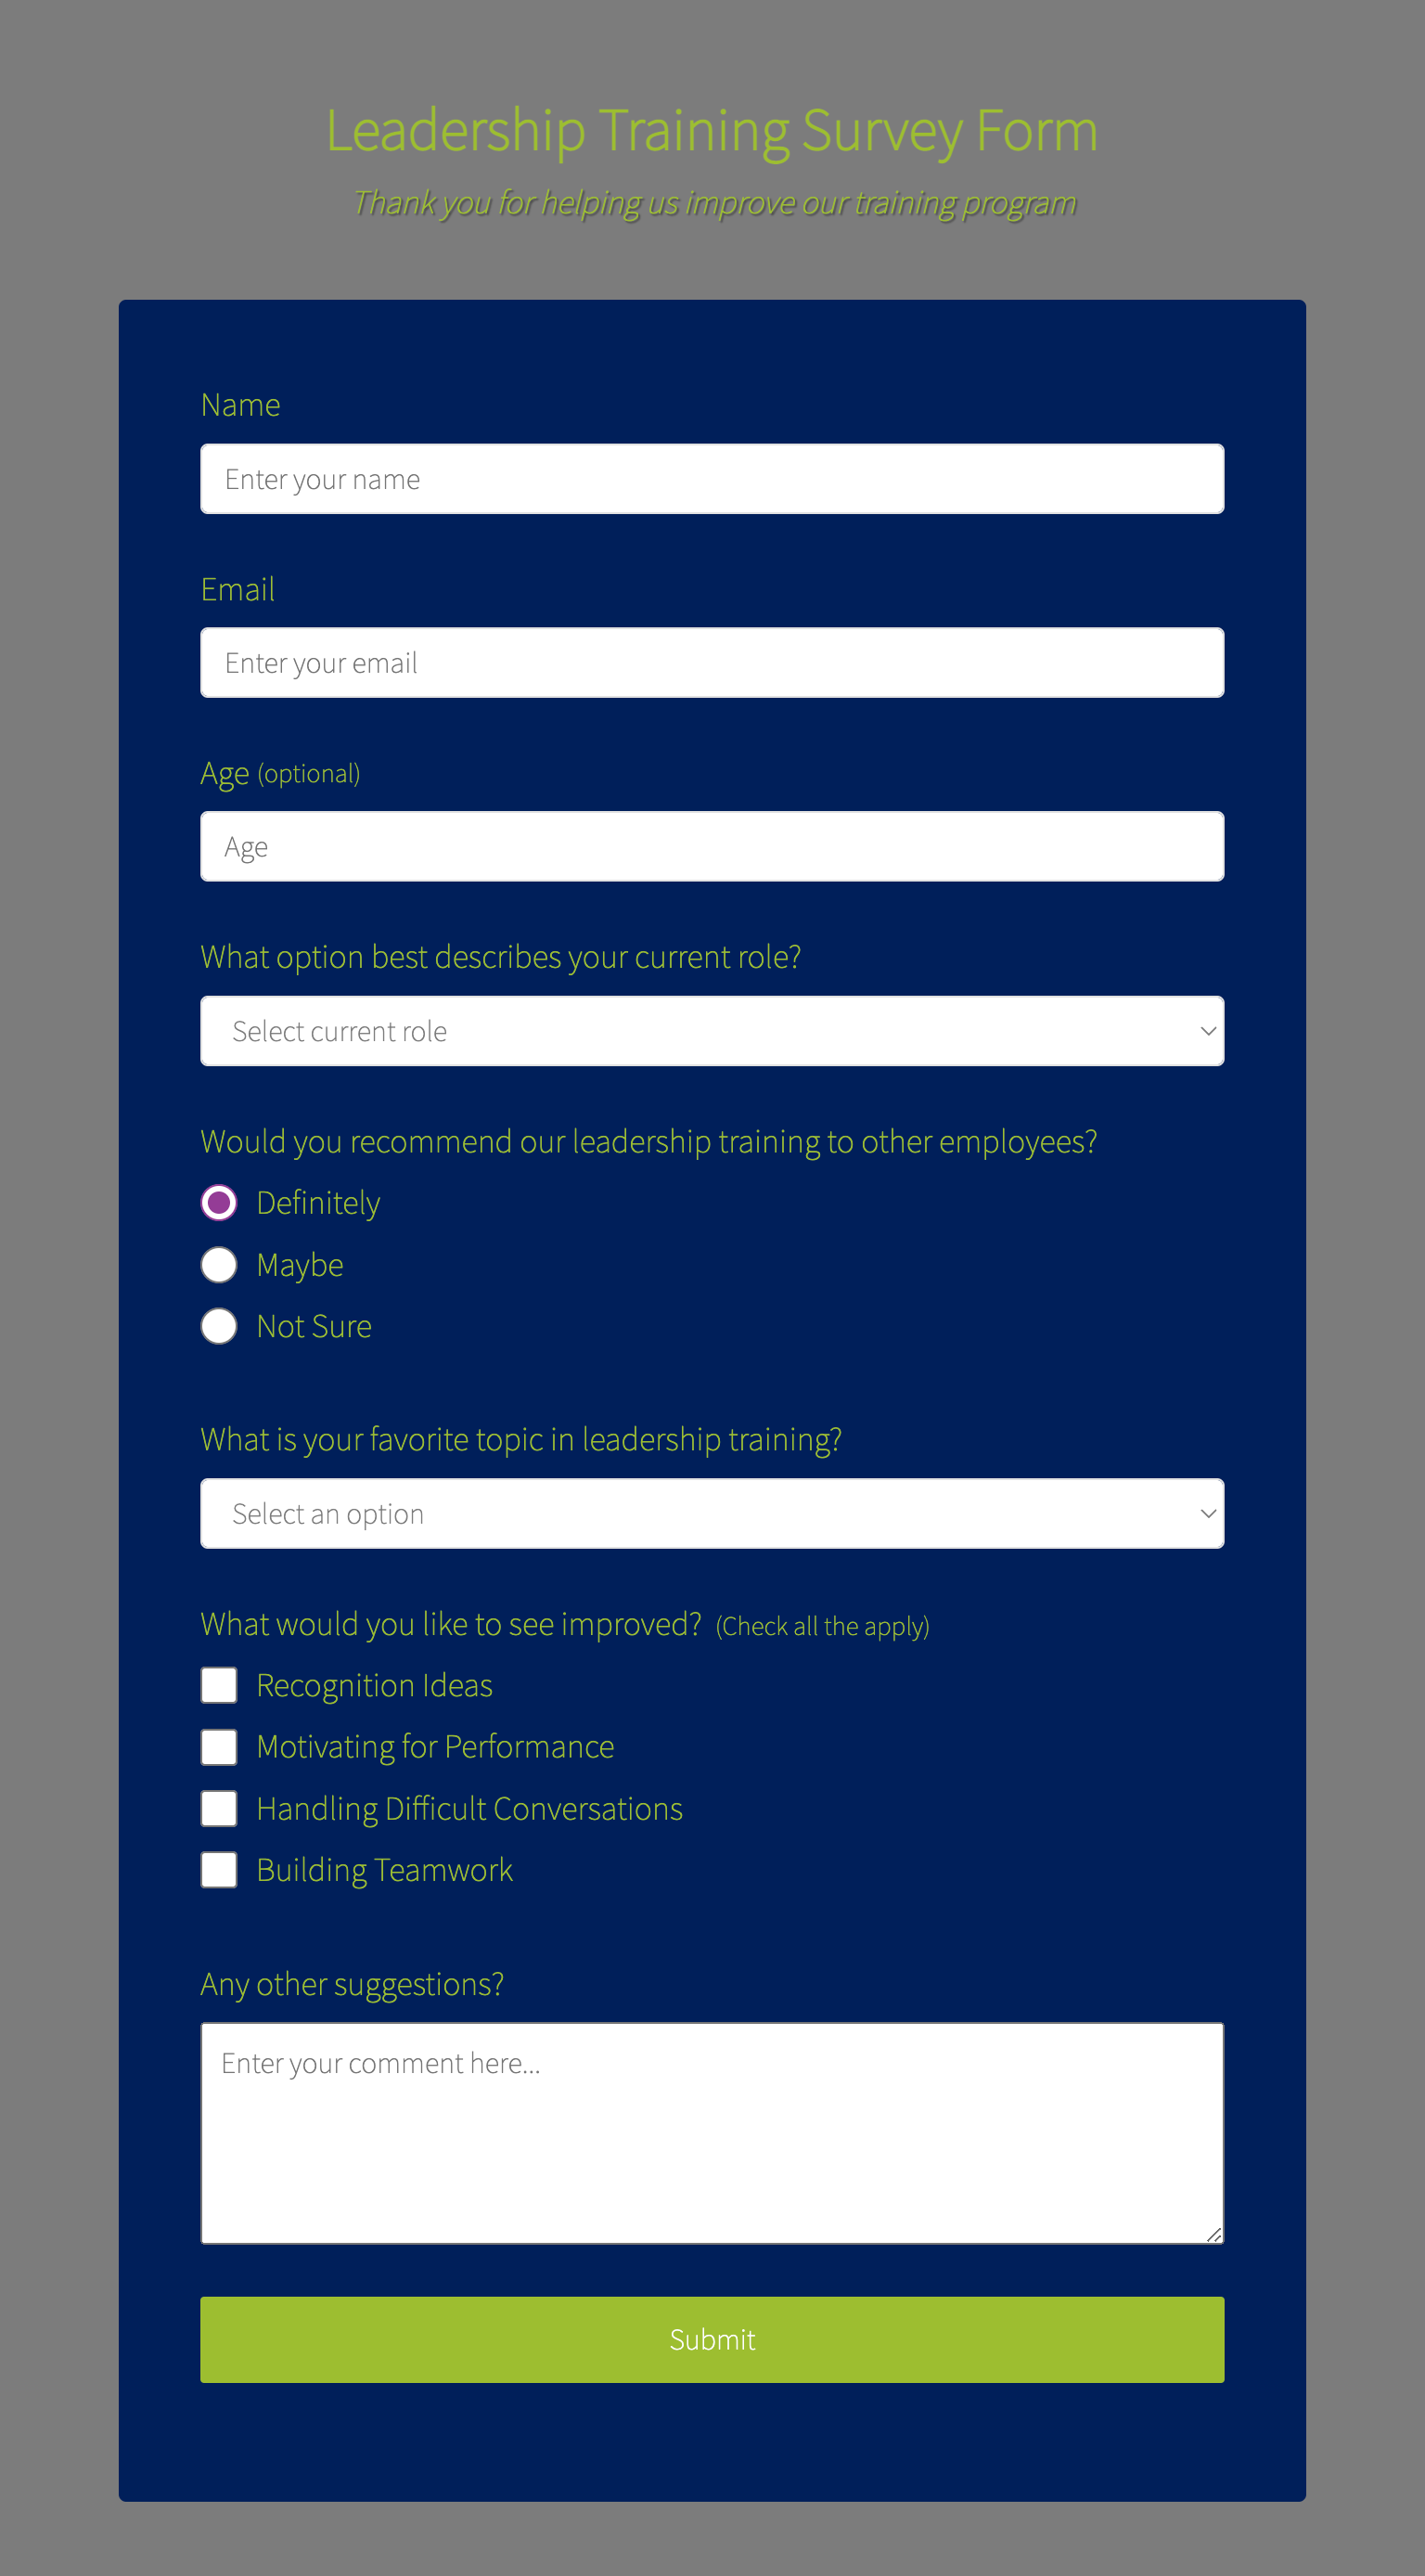 Leadership Training Survey Form
Thank you for helping us improve our training program
Name
Enter your name
Email
Enter your email
Age (optional)
Age
What option best describes your current role?
Select current role
Would you recommend our leadership training to other employees?
Definitely
Maybe
Not Sure
What is your favorite topic in leadership training?
Select an option
What would you like to see improved? (Check all the apply)
Recognition Ideas
Motivating for Performance
Handling Difficult Conversations
Building Teamwork
Any other suggestions?
Enter your comment here...
Submit